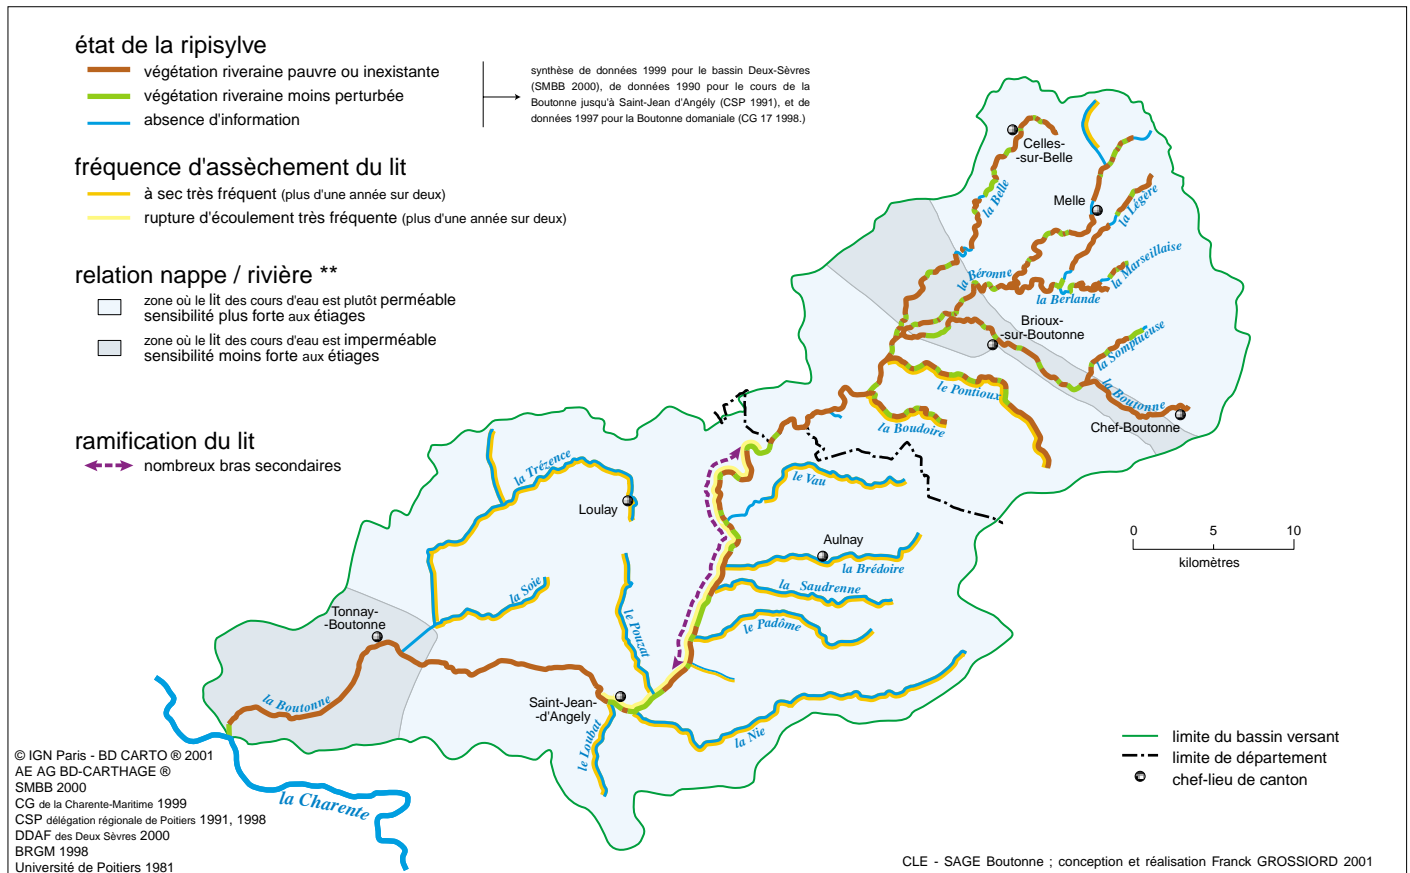 état de la ripisylve
végétation riveraine pauvre ou inexistante
végétation riveraine moins perturbée
absence d'information
synthèse de données 1999 pour le bassin Deux-Sèvres
(SMBB 2000), de données 1990 pour le cours de la
Boutonne jusqu'à Saint-Jean d'Angély (CSP 1991), et de
données 1997 pour la Boutonne domaniale (CG 17 1998.)
fréquence d'assèchement du lit
à sec très fréquent (plus d'une année sur deux)
rupture d'écoulement très fréquente (plus d'une année sur deux)
relation nappe / rivière **
zone où le lit des cours d'eau est plutôt perméable
sensibilité plus forte aux étiages
zone où le lit des cours d'eau est imperméable
sensibilité moins forte aux étiages
ramification du lit
nombreux bras secondaires
Celles-
-sur-Belle
la Belle
Melle
la Légère
la Marseillaise
la Béronne
la Berlande
Brioux-
-sur-Boutonne
la Somptueuse
la Boutonne
Chef-Boutonne
le Pontioux
la Boudoire
la Trézence
Loulay
le Vau
Aulnay
la Brédoire
la Saudrenne
la Soie
le Pouzat
le Padôme
Tonnay-
-Boutonne
la Boutonne
Saint-Jean-
-d'Angely
le Loubat
la Nie
la Charente
0 5 10
kilomètres
limite du bassin versant
limite de département
chef-lieu de canton
© IGN Paris - BD CARTO ® 2001
AE AG BD-CARTHAGE ®
SMBB 2000
CG de la Charente-Maritime 1999
CSP délégation régionale de Poitiers 1991, 1998
DDAF des Deux Sèvres 2000
BRGM 1998
Université de Poitiers 1981
CLE - SAGE Boutonne ; conception et réalisation Franck GROSSIORD 2001